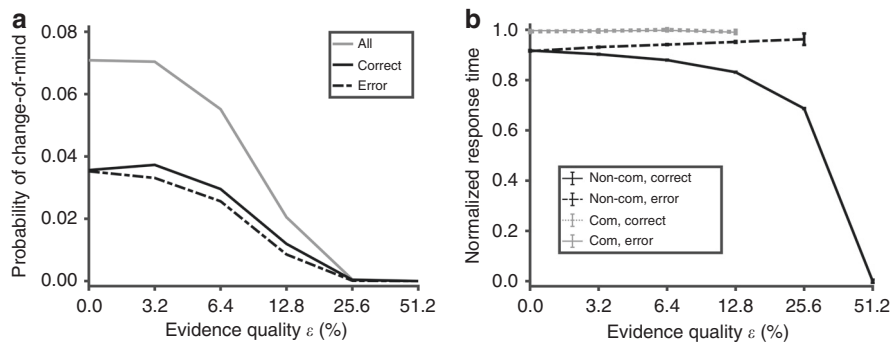 a
Probability of change-of-mind
0.08
0.06
0.04
0.02
0.00
All
Correct
Error
0.0 3.2 6.4 12.8 25.6 51.2
Evidence quality ε (%)
b
Normalized response time
1.0
0.8
0.6
0.4
0.2
0.0
Non-com, correct
Non-com, error
Com, correct
Com, error
0.0 3.2 6.4 12.8 25.6 51.2
Evidence quality ε (%)